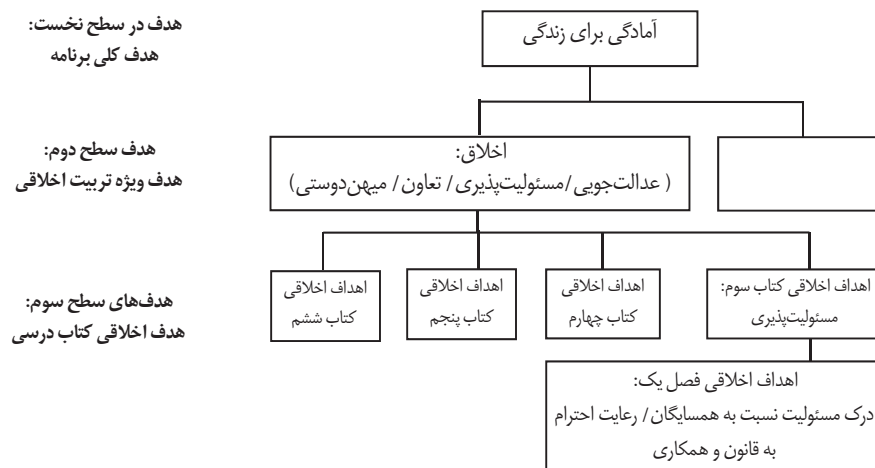 هدف در سطح نخست:
هدف کلی برنامه
آمادگی برای زندگی
هدف سطح دوم:
هدف ویژه تربیت اخلاقی
اخلاق:
( عدالت‌جویی/مسئولیت‌پذیری/ تعاون/ میهن‌دوستی)
هدف‌های سطح سوم:
هدف اخلاقی کتاب درسی
اهداف اخلاقی کتاب سوم:
مسئولیت‌پذیری
اهداف اخلاقی
کتاب چهارم
اهداف اخلاقی
کتاب پنجم
اهداف اخلاقی
کتاب ششم
اهداف اخلاقی فصل یک:
درک مسئولیت نسبت به همسایگان/ رعایت احترام
به قانون و همکاری